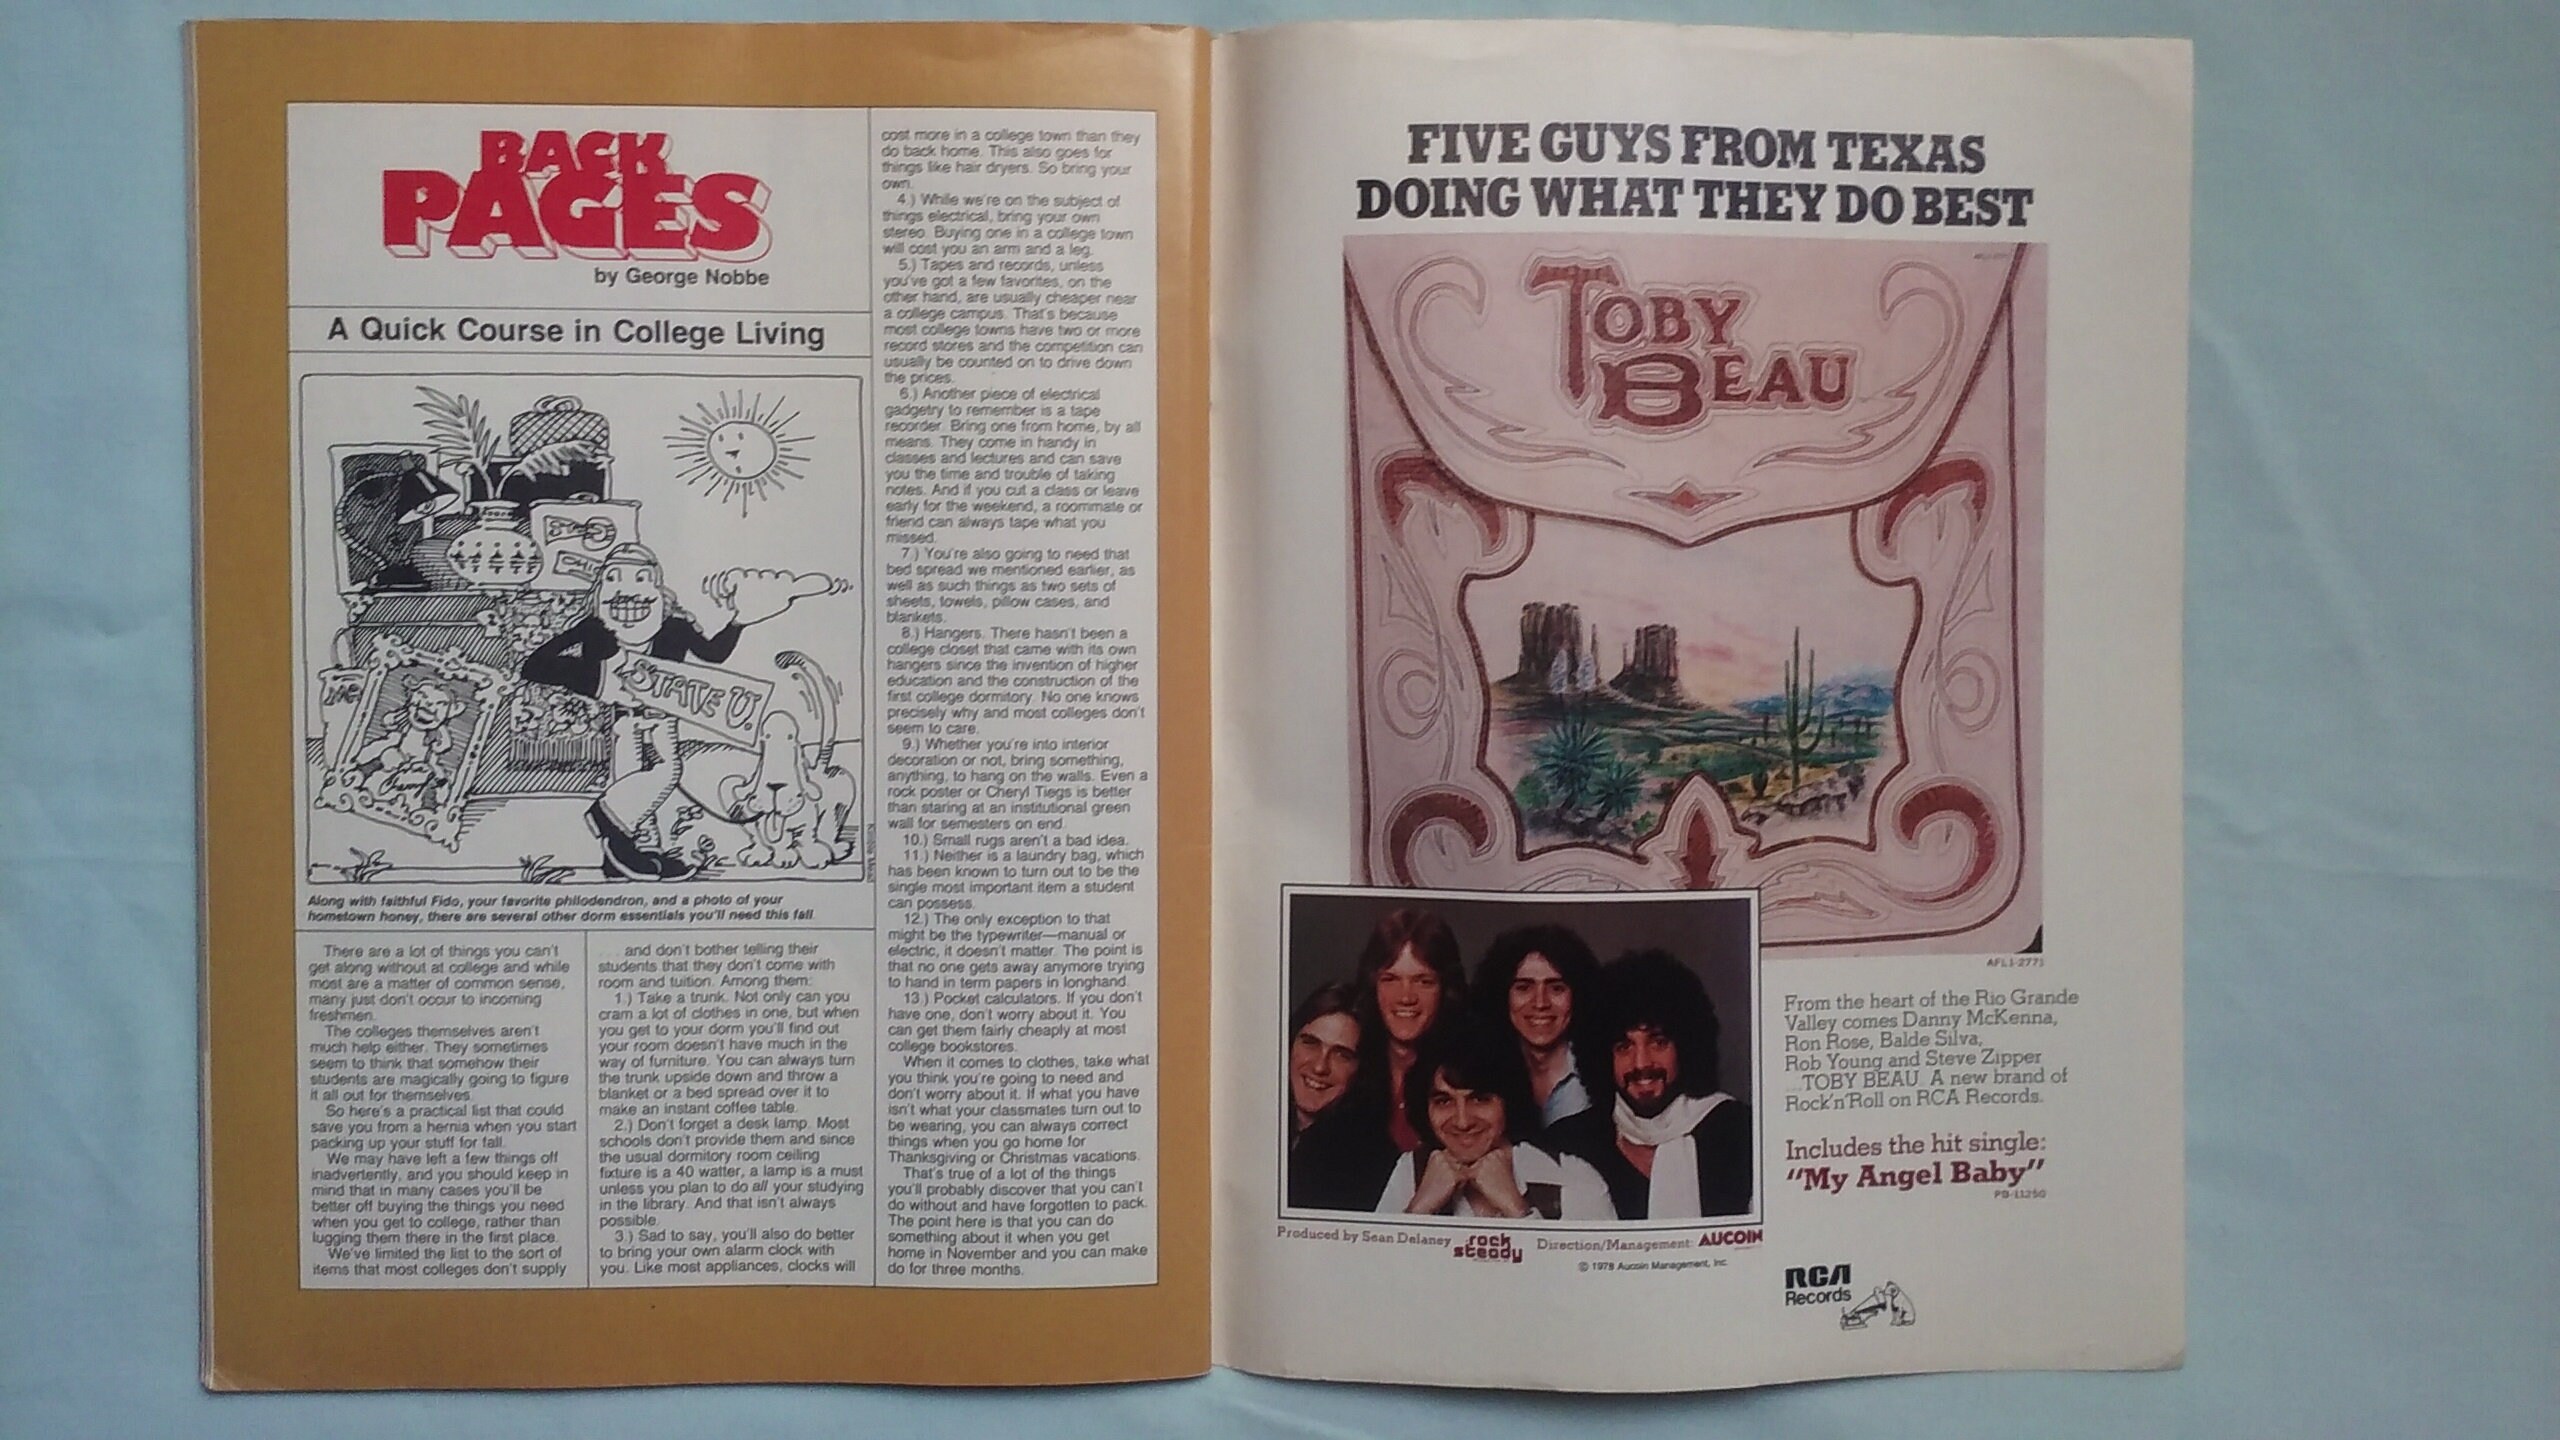 BACK
PAGES
by George Nobbe
A Quick Course in College Living
OHIO
STATE U.
Me
Cheryl
Along with faithful Fido, your favorite philodendron, and a photo of your
hometown honey, there are several other dorm essentials you'll need this fall.
There are a lot of things you can't
get along without at college and while
most are a matter of common sense,
many just don't occur to incoming
freshmen.
The colleges themselves aren't
much help either. They sometimes
seem to think that somehow their
students are magically going to figure
it all out for themselves.
So here's a practical list that could
save you from a hernia when you start
packing up your stuff for fall.
We may have left a few things off
inadvertently, and you should keep in
mind that in many cases you'll be
better off buying the things you need
when you get to college, rather than
lugging them there in the first place.
We've limited the list to the sort of
items that most colleges don't supply
. . . and don't bother telling their
students that they don't come with
room and tuition. Among them:
1.) Take a trunk. Not only can you
cram a lot of clothes in one, but when
you get to your dorm you'll find out
your room doesn't have much in the
way of furniture. You can always turn
the trunk upside down and throw a
blanket or a bed spread over it to
make an instant coffee table.
2.) Don't forget a desk lamp. Most
schools don't provide them and since
the usual dormitory room ceiling
fixture is a 40 watter, a lamp is a must
unless you plan to do all your studying
in the library. And that isn't always
possible.
3.) Sad to say, you'll also do better
to bring your own alarm clock with
you. Like most appliances, clocks will
cost more in a college town than they
do back home. This also goes for
things like hair dryers. So bring your
own.
4.) While we're on the subject of
things electrical, bring your own
stereo. Buying one in a college town
will cost you an arm and a leg.
5.) Tapes and records, unless
you've got a few favorites, on the
other hand, are usually cheaper near
a college campus. That's because
most college towns have two or more
record stores and the competition can
usually be counted on to drive down
the prices.
6.) Another piece of electrical
gadgetry to remember is a tape
recorder. Bring one from home, by all
means. They come in handy in
classes and lectures and can save
you the time and trouble of taking
notes. And if you cut a class or leave
early for the weekend, a roommate or
friend can always tape what you
missed.
7.) You're also going to need that
bed spread we mentioned earlier, as
well as such things as two sets of
sheets, towels, pillow cases, and
blankets.
8.) Hangers. There hasn't been a
college closet that came with its own
hangers since the invention of higher
education and the construction of the
first college dormitory. No one knows
precisely why and most colleges don't
seem to care.
9.) Whether you're into interior
decoration or not, bring something,
anything, to hang on the walls. Even a
rock poster or Cheryl Tiegs is better
than staring at an institutional green
wall for semesters on end.
10.) Small rugs aren't a bad idea.
11.) Neither is a laundry bag, which
has been known to turn out to be the
single most important item a student
can possess.
12.) The only exception to that
might be the typewriter—manual or
electric, it doesn't matter. The point is
that no one gets away anymore trying
to hand in term papers in longhand.
13.) Pocket calculators. If you don't
have one, don't worry about it. You
can get them fairly cheaply at most
college bookstores.
When it comes to clothes, take what
you think you're going to need and
don't worry about it. If what you have
isn't what your classmates turn out to
be wearing, you can always correct
things when you go home for
Thanksgiving or Christmas vacations.
That's true of a lot of the things
you'll probably discover that you can't
do without and have forgotten to pack.
The point here is that you can do
something about it when you get
home in November and you can make
do for three months.
FIVE GUYS FROM TEXAS
DOING WHAT THEY DO BEST
TOBY
BEAU
AFL1-2771
From the heart of the Rio Grande
Valley comes Danny McKenna,
Ron Rose, Balde Silva,
Rob Young and Steve Zipper
...TOBY BEAU. A new brand of
Rock'n'Roll on RCA Records.
Includes the hit single:
"My Angel Baby"
PB-11250
Produced by Sean Delaney rock steady Direction/Management: AUCOIN
© 1978 Aucoin Management, Inc.
RCA
Records